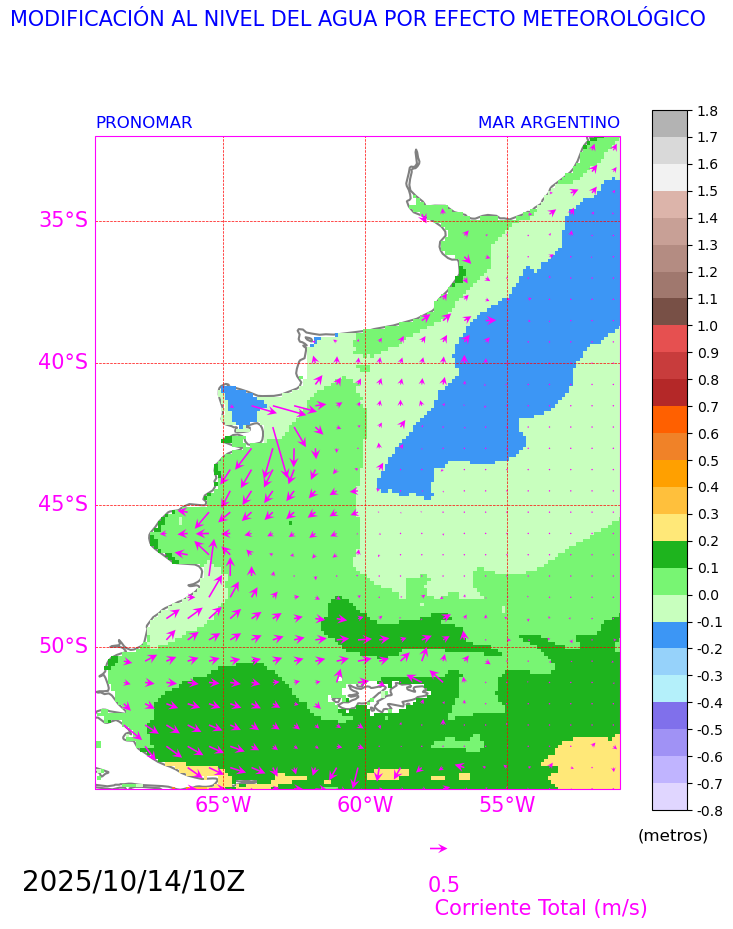 MODIFICACIÓN AL NIVEL DEL AGUA POR EFECTO METEOROLÓGICO
PRONOMAR MAR ARGENTINO
35°S
40°S
45°S
50°S
65°W 60°W 55°W
1.8
1.7
1.6
1.5
1.4
1.3
1.2
1.1
1.0
0.9
0.8
0.7
0.6
0.5
0.4
0.3
0.2
0.1
0.0
-0.1
-0.2
-0.3
-0.4
-0.5
-0.6
-0.7
-0.8
(metros)
2025/10/14/10Z
0.5
Corriente Total (m/s)